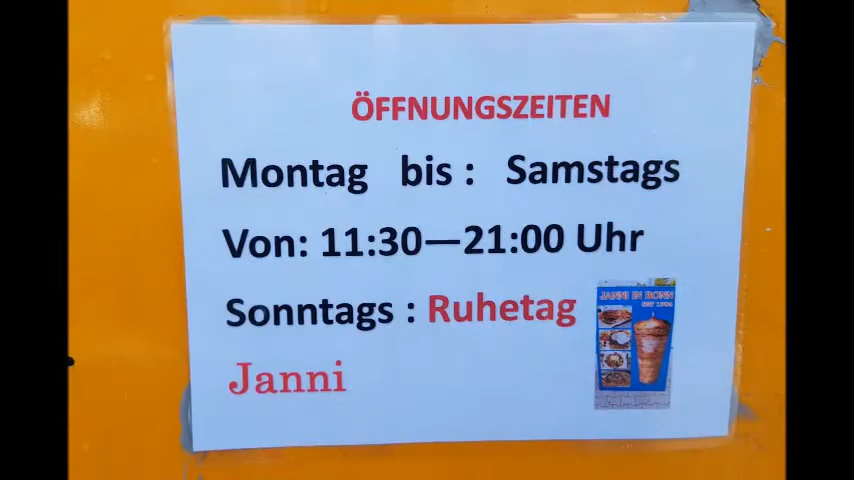 ÖFFNUNGSZEITEN
Montag bis : Samstags
Von: 11:30—21:00 Uhr
Sonntags : Ruhetag
Janni
JANNI IN BONN